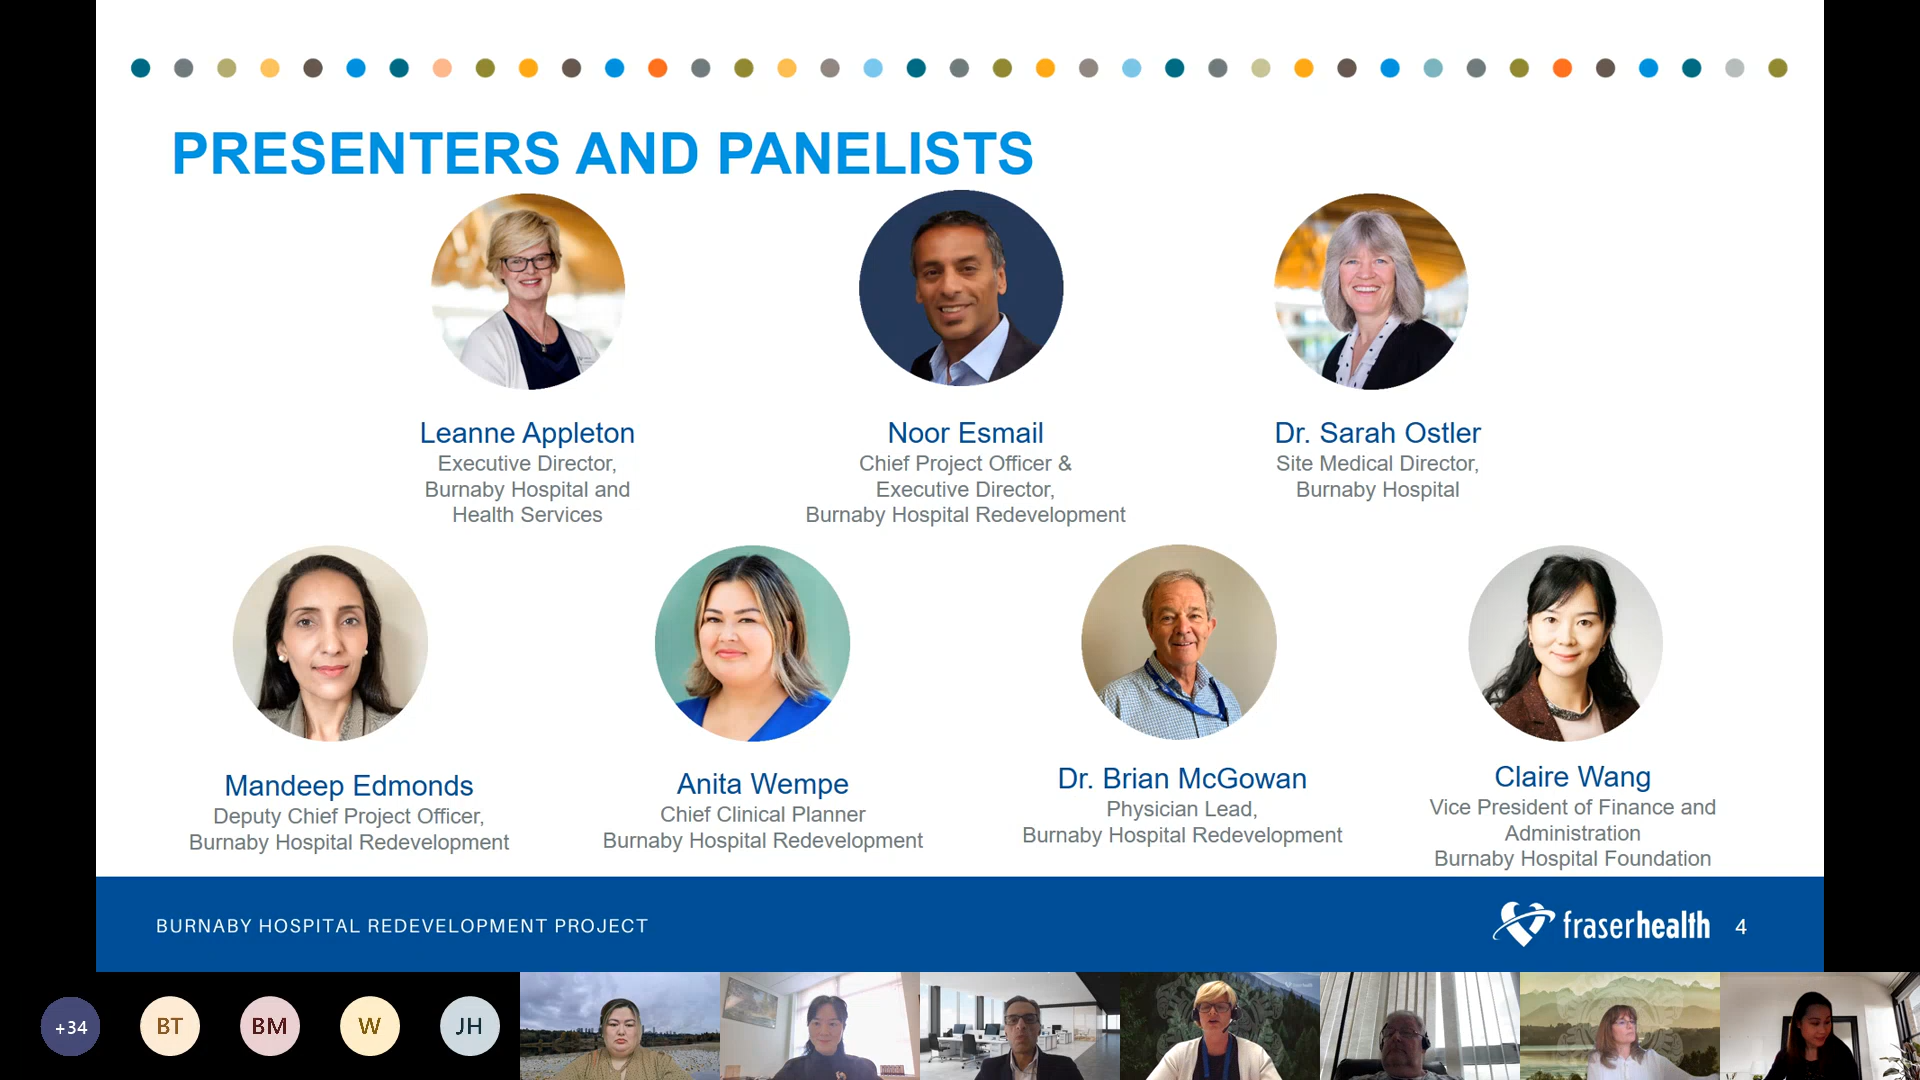 PRESENTERS AND PANELISTS
Leanne Appleton
Executive Director,
Burnaby Hospital and
Health Services
Noor Esmail
Chief Project Officer &
Executive Director,
Burnaby Hospital Redevelopment
Dr. Sarah Ostler
Site Medical Director,
Burnaby Hospital
Mandeep Edmonds
Deputy Chief Project Officer,
Burnaby Hospital Redevelopment
Anita Wempe
Chief Clinical Planner
Burnaby Hospital Redevelopment
Dr. Brian McGowan
Physician Lead,
Burnaby Hospital Redevelopment
Claire Wang
Vice President of Finance and
Administration
Burnaby Hospital Foundation
BURNABY HOSPITAL REDEVELOPMENT PROJECT
fraserhealth
4
+34
BT
BM
W
JH